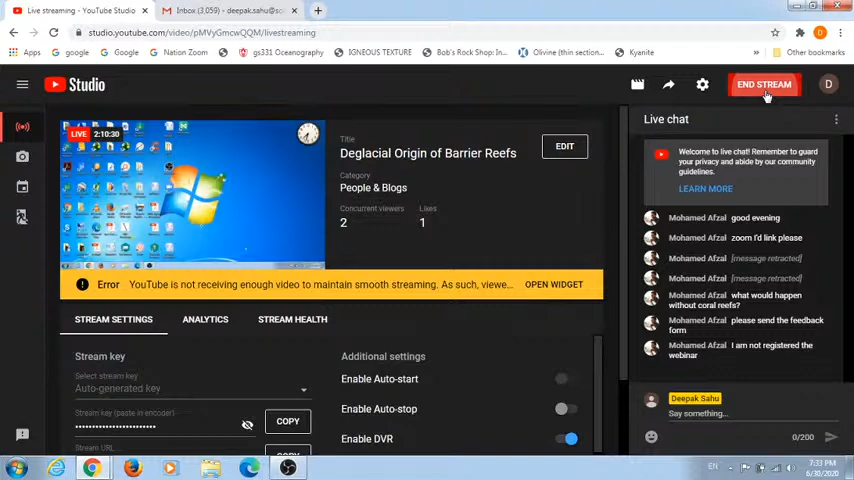 Live streaming - YouTube Studio
Inbox (3,059) - deepak.sahu@sc
studio.youtube.com/video/pMVyGmcwQQM/livestreaming
Apps
Google
Google
Nation Zoom
gs331 Oceanography
IGNEOUS TEXTURE
Bob's Rock Shop: In...
Olivine (thin section...
Kyanite
Other bookmarks
Studio
END STREAM
D
LIVE 2:10:30
Title
Deglacial Origin of Barrier Reefs
EDIT
Category
People & Blogs
Concurrent viewers
Likes
2
1
Error YouTube is not receiving enough video to maintain smooth streaming. As such, viewe...
OPEN WIDGET
STREAM SETTINGS
ANALYTICS
STREAM HEALTH
Stream key
Select stream key
Auto-generated key
Stream key (paste in encoder)
COPY
Stream URL
COPY
Additional settings
Enable Auto-start
Enable Auto-stop
Enable DVR
Live chat
Welcome to live chat! Remember to guard
your privacy and abide by our community
guidelines.
LEARN MORE
Mohamed Afzal good evening
Mohamed Afzal zoom I'd link please
Mohamed Afzal [message retracted]
Mohamed Afzal [message retracted]
Mohamed Afzal what would happen
without coral reefs?
Mohamed Afzal please send the feedback
form
Mohamed Afzal I am not registered the
webinar
Deepak Sahu
Say something...
0/200
EN
7:33 PM
6/30/2020